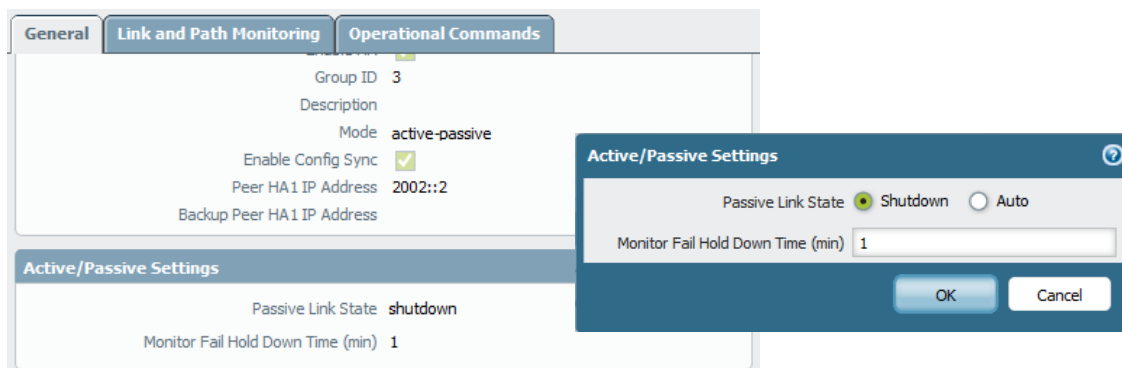 General Link and Path Monitoring Operational Commands
Group ID 3
Description
Mode active-passive
Enable Config Sync
Peer HA1 IP Address 2002::2
Backup Peer HA1 IP Address
Active/Passive Settings
Passive Link State shutdown
Monitor Fail Hold Down Time (min) 1
Active/Passive Settings
Passive Link State Shutdown Auto
Monitor Fail Hold Down Time (min) 1
OK Cancel